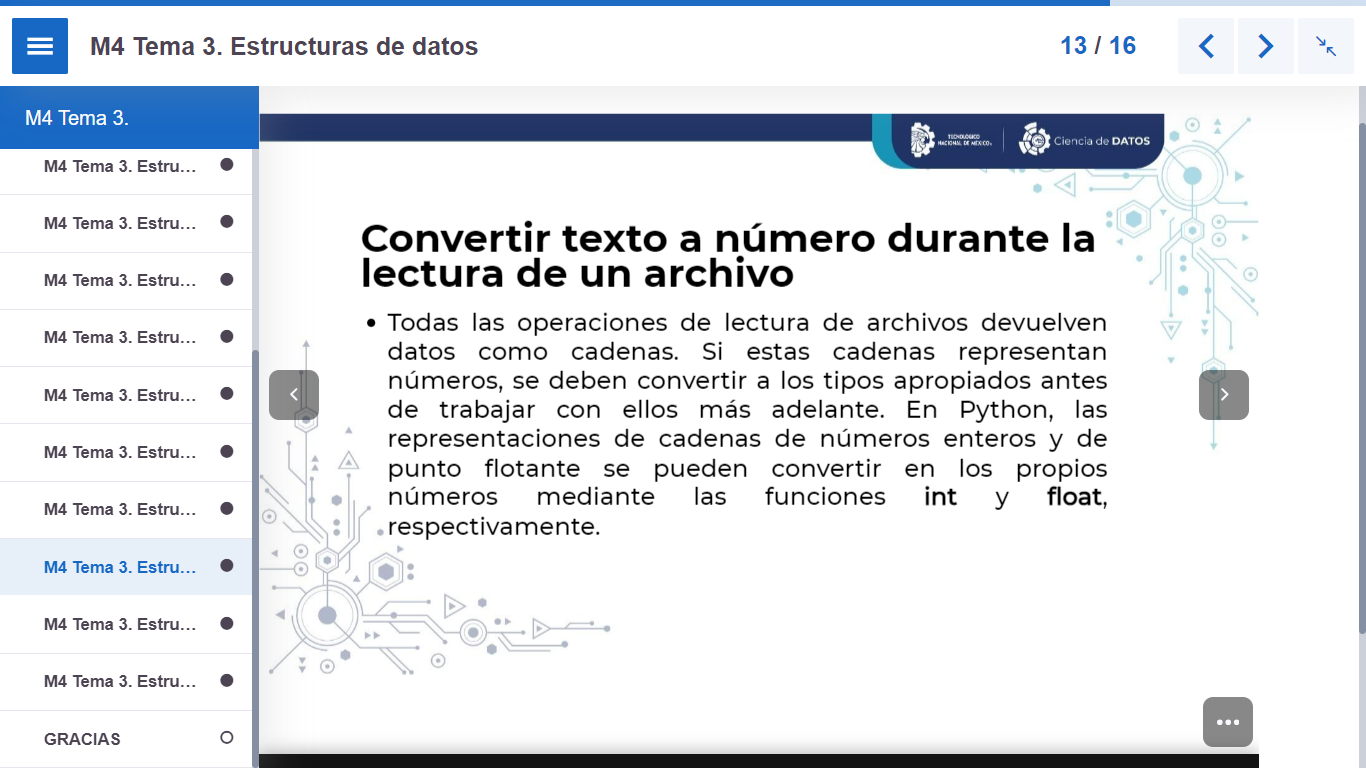 M4 Tema 3. Estructuras de datos
13 / 16
M4 Tema 3.
M4 Tema 3. Estru...
M4 Tema 3. Estru...
M4 Tema 3. Estru...
M4 Tema 3. Estru...
M4 Tema 3. Estru...
M4 Tema 3. Estru...
M4 Tema 3. Estru...
M4 Tema 3. Estru...
M4 Tema 3. Estru...
M4 Tema 3. Estru...
GRACIAS
TECNOLÓGICO
NACIONAL DE MÉXICO
Ciencia de DATOS
Convertir texto a número durante la
lectura de un archivo
• Todas las operaciones de lectura de archivos devuelven
datos como cadenas. Si estas cadenas representan
números, se deben convertir a los tipos apropiados antes
de trabajar con ellos más adelante. En Python, las
representaciones de cadenas de números enteros y de
punto flotante se pueden convertir en los propios
números mediante las funciones int y float,
respectivamente.